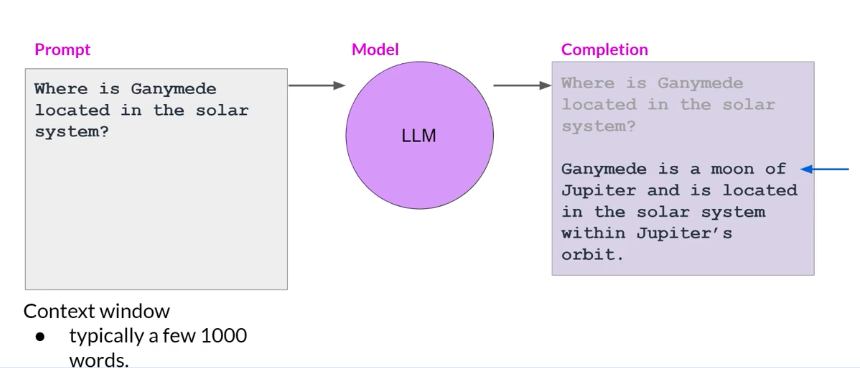 Prompt
Where is Ganymede
located in the solar
system?
Context window
● typically a few 1000
words.
Model
LLM
Completion
Where is Ganymede
located in the solar
system?
Ganymede is a moon of
Jupiter and is located
in the solar system
within Jupiter’s
orbit.